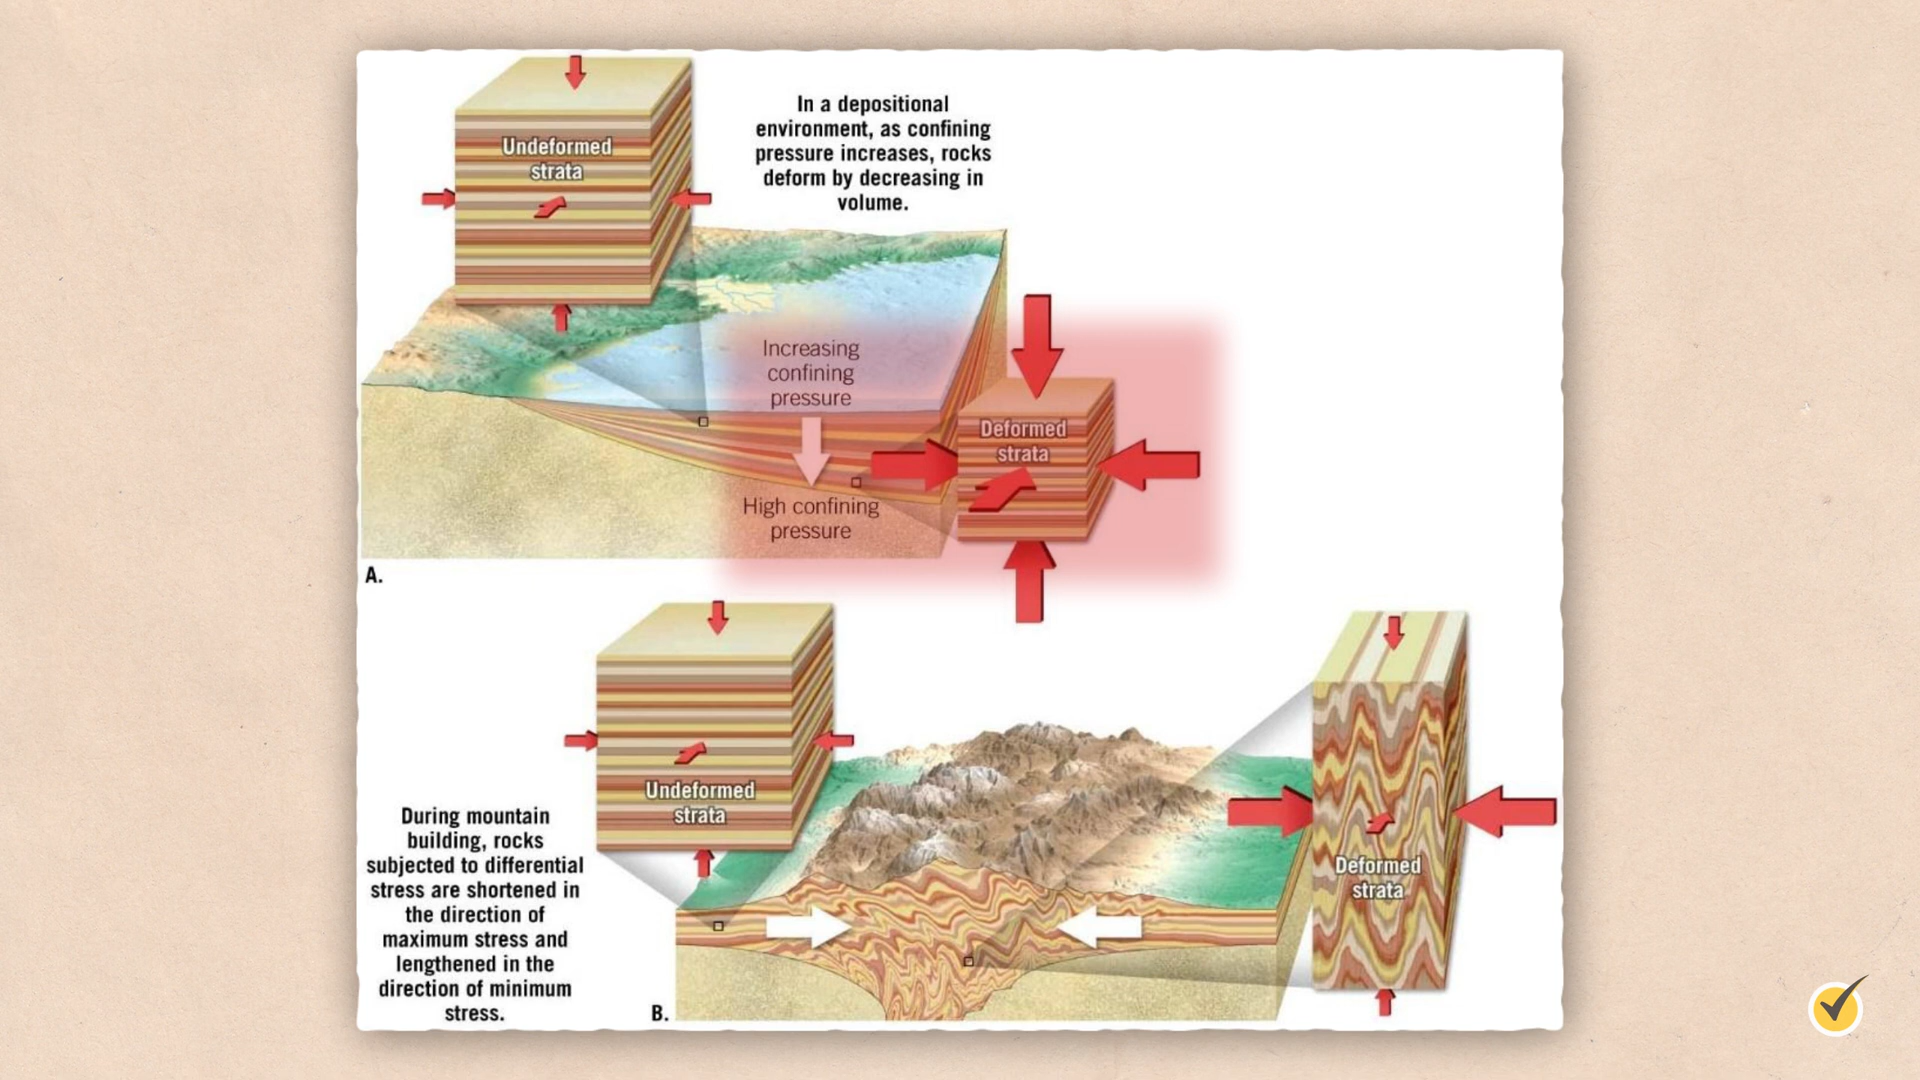 Undeformed
strata
In a depositional
environment, as confining
pressure increases, rocks
deform by decreasing in
volume.
Increasing
confining
pressure
High confining
pressure
Deformed
strata
A.
Undeformed
strata
During mountain
building, rocks
subjected to differential
stress are shortened in
the direction of
maximum stress and
lengthened in the
direction of minimum
stress.
Deformed
strata
B.